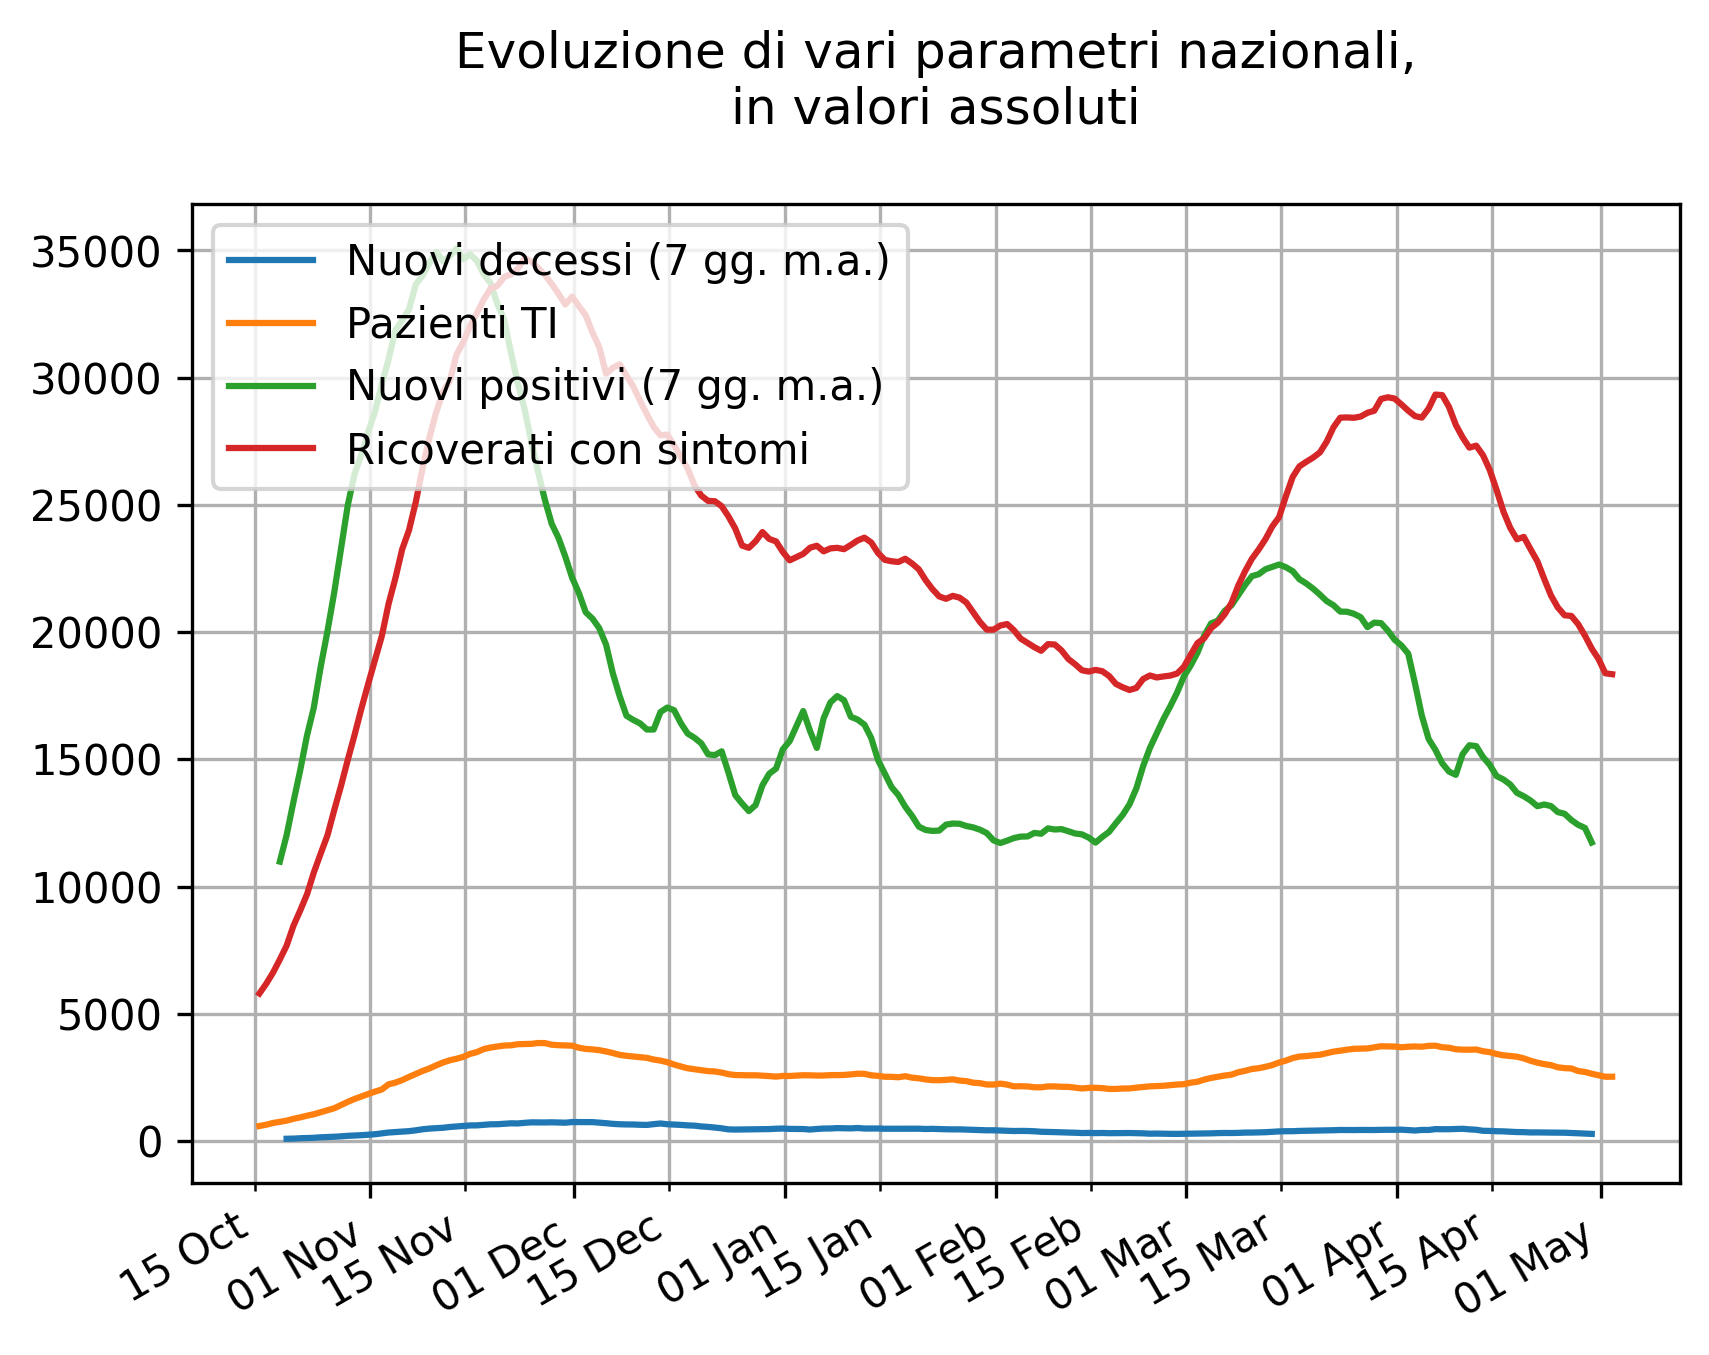 Evoluzione di vari parametri nazionali,
in valori assoluti
Nuovi decessi (7 gg. m.a.)
Pazienti TI
Nuovi positivi (7 gg. m.a.)
Ricoverati con sintomi
35000
30000
25000
20000
15000
10000
5000
0
15 Oct
01 Nov
15 Nov
01 Dec
15 Dec
01 Jan
15 Jan
01 Feb
15 Feb
01 Mar
15 Mar
01 Apr
15 Apr
01 May